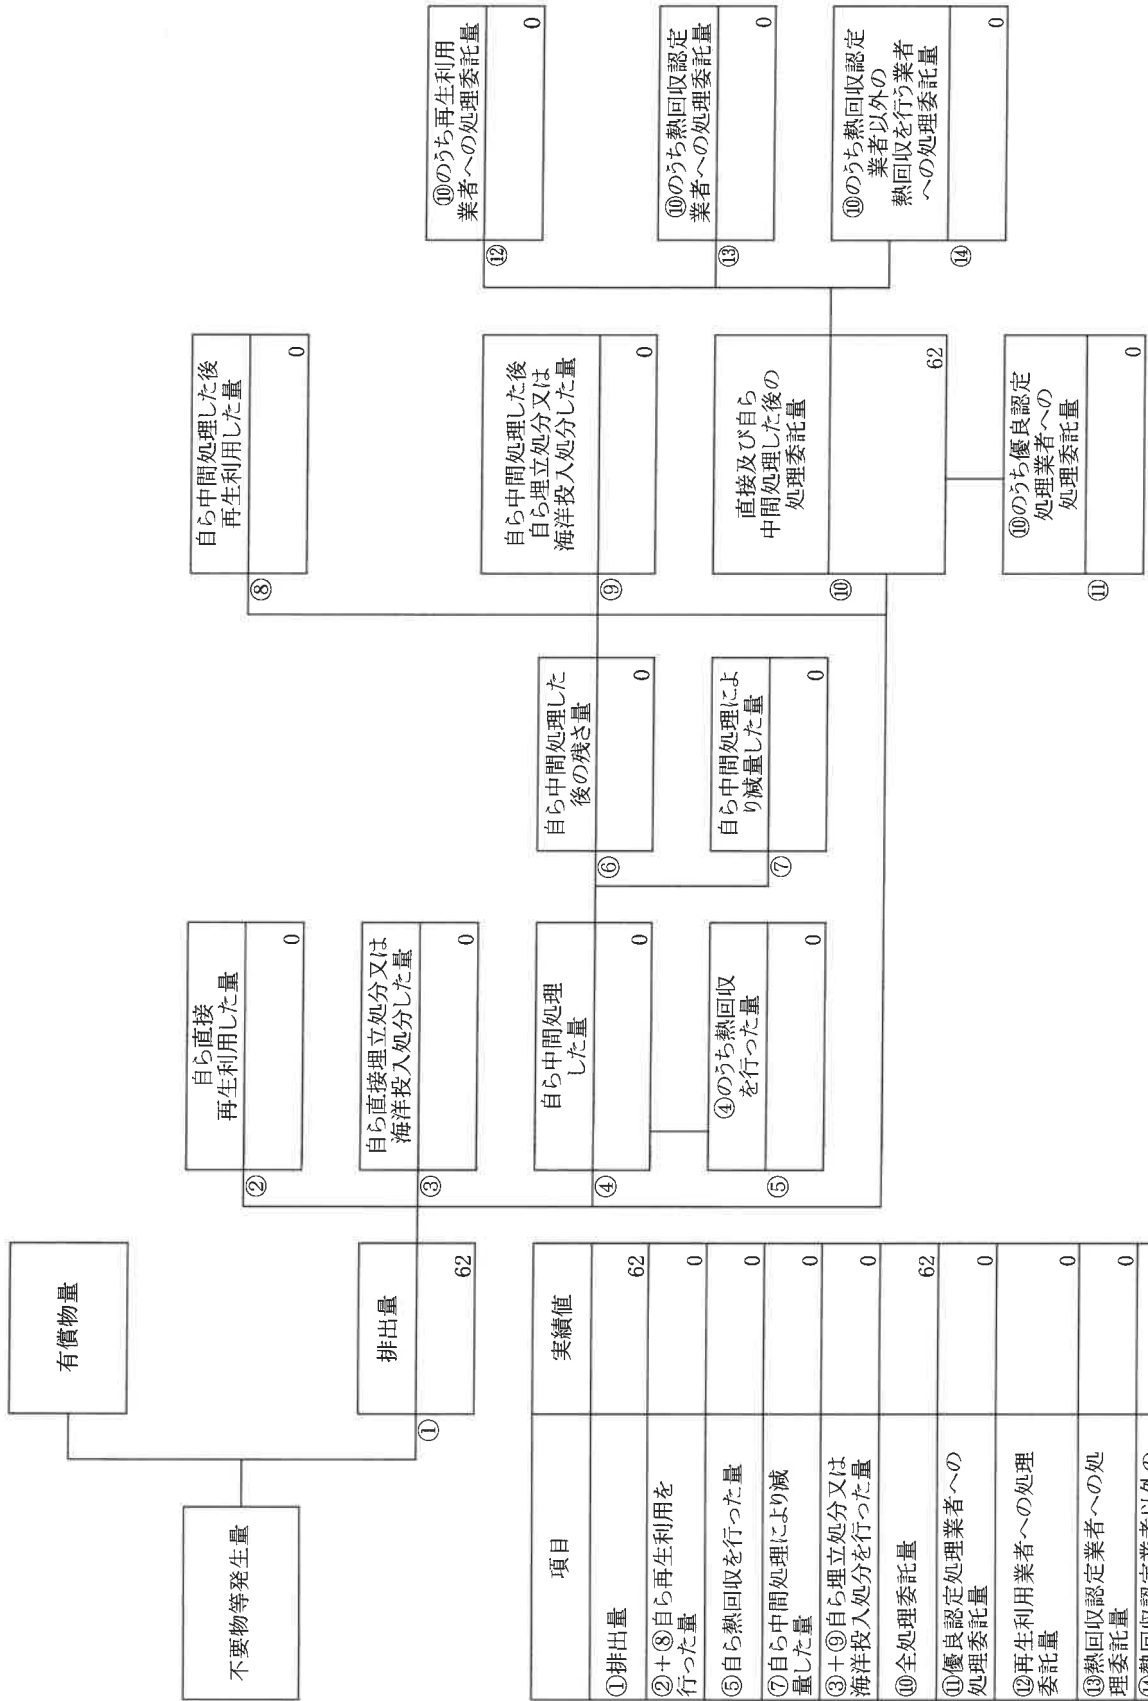 不要物等発生量
有償物量
排出量
①
62
自ら直接
再生利用した量
②
0
自ら直接埋立処分又は
海洋投入処分した量
③
0
自ら中間処理
した量
④
0
④のうち熱回収
を行った量
⑤
0
自ら中間処理した
後の残さ量
⑥
0
自ら中間処理によ
り減量した量
⑦
0
自ら中間処理した後
再生利用した量
⑧
0
自ら中間処理した後
自ら埋立処分又は
海洋投入処分した量
⑨
0
直接及び自ら
中間処理した後の
処理委託量
⑩
62
⑩のうち優良認定
処理業者への
処理委託量
⑪
0
⑩のうち再生利用
業者への処理委託量
⑫
0
⑩のうち熱回収認定
業者への処理委託量
⑬
0
⑩のうち熱回収認定
業者以外の
熱回収を行う業者
への処理委託量
⑭
0
項目 実績値
①排出量 62
②+⑧自ら再生利用を
行った量 0
⑤自ら熱回収を行った量 0
⑦自ら中間処理により減
量した量 0
③+⑨自ら埋立処分又は
海洋投入処分を行った量 0
⑩全処理委託量 62
⑪優良認定処理業者への
処理委託量 0
⑫再生利用業者への処理
委託量 0
⑬熱回収認定業者への処
理委託量 0